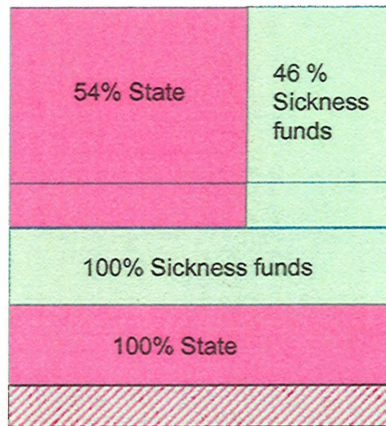 54% State
46 %
Sickness
funds
100% Sickness funds
100% State